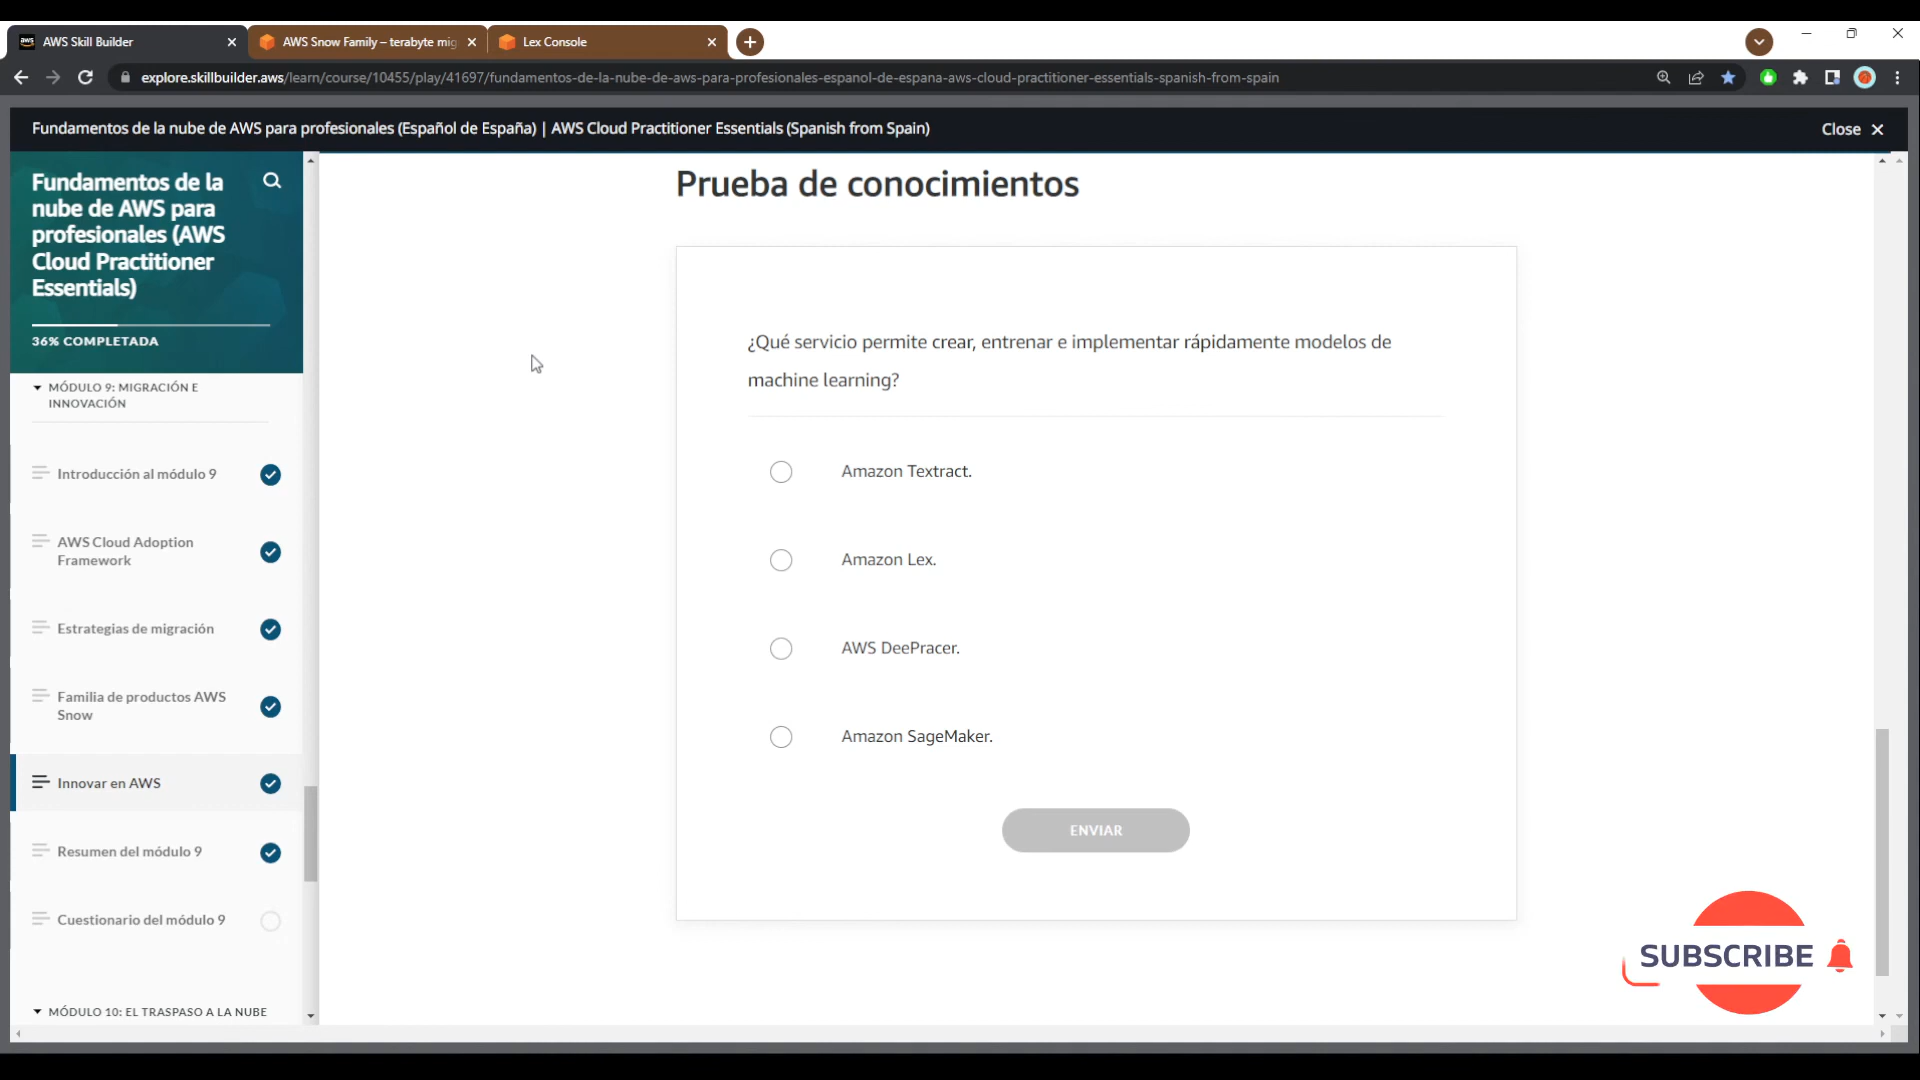 aws
AWS Skill Builder
AWS Snow Family – terabyte mig
Lex Console
explore.skillbuilder.aws/learn/course/10455/play/41697/fundamentos-de-la-nube-de-aws-para-profesionales-espanol-de-espana-aws-cloud-practitioner-essentials-spanish-from-spain
Fundamentos de la nube de AWS para profesionales (Español de España) | AWS Cloud Practitioner Essentials (Spanish from Spain)
Close
Fundamentos de la
nube de AWS para
profesionales (AWS
Cloud Practitioner
Essentials)
36% COMPLETADA
MÓDULO 9: MIGRACIÓN E
INNOVACIÓN
Introducción al módulo 9
AWS Cloud Adoption
Framework
Estrategias de migración
Familia de productos AWS
Snow
Innovar en AWS
Resumen del módulo 9
Cuestionario del módulo 9
MÓDULO 10: EL TRASPASO A LA NUBE
Prueba de conocimientos
¿Qué servicio permite crear, entrenar e implementar rápidamente modelos de
machine learning?
Amazon Textract.
Amazon Lex.
AWS DeePracer.
Amazon SageMaker.
ENVIAR
SUBSCRIBE